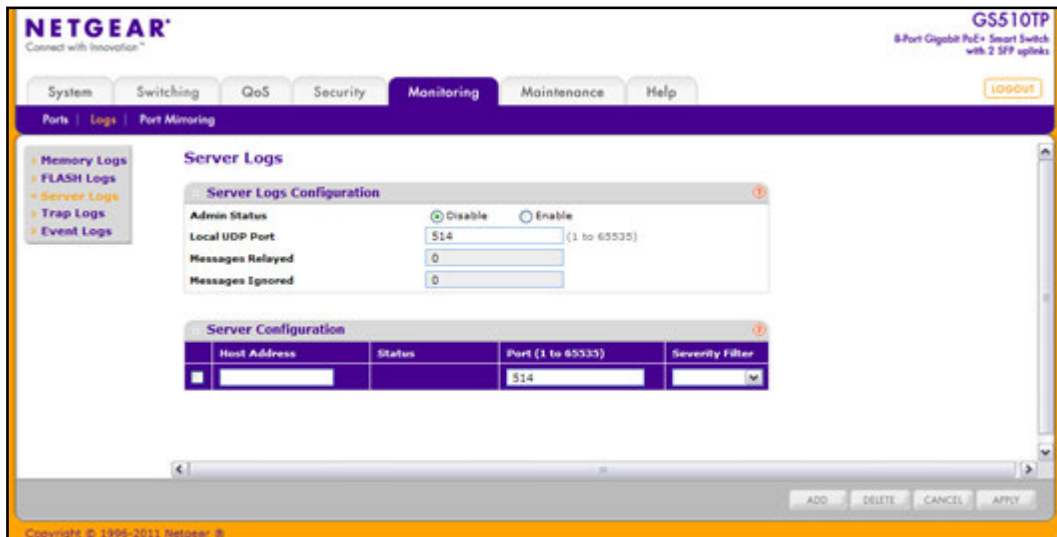 NETGEAR®
Connect with Innovation™
GS510TP
8-Port Gigabit PoE+ Smart Switch
with 2 SFP uplinks
System Switching QoS Security Monitoring Maintenance Help LOGOUT
Ports | Logs | Port Mirroring
Memory Logs
FLASH Logs
Server Logs
Trap Logs
Event Logs
Server Logs
Server Logs Configuration
Admin Status Disable Enable
Local UDP Port 514 (1 to 65535)
Messages Relayed 0
Messages Ignored 0
Server Configuration
Host Address Status Port (1 to 65535) Severity Filter
514
ADD DELETE CANCEL APPLY
Copyright © 1996-2011 Netgear ®